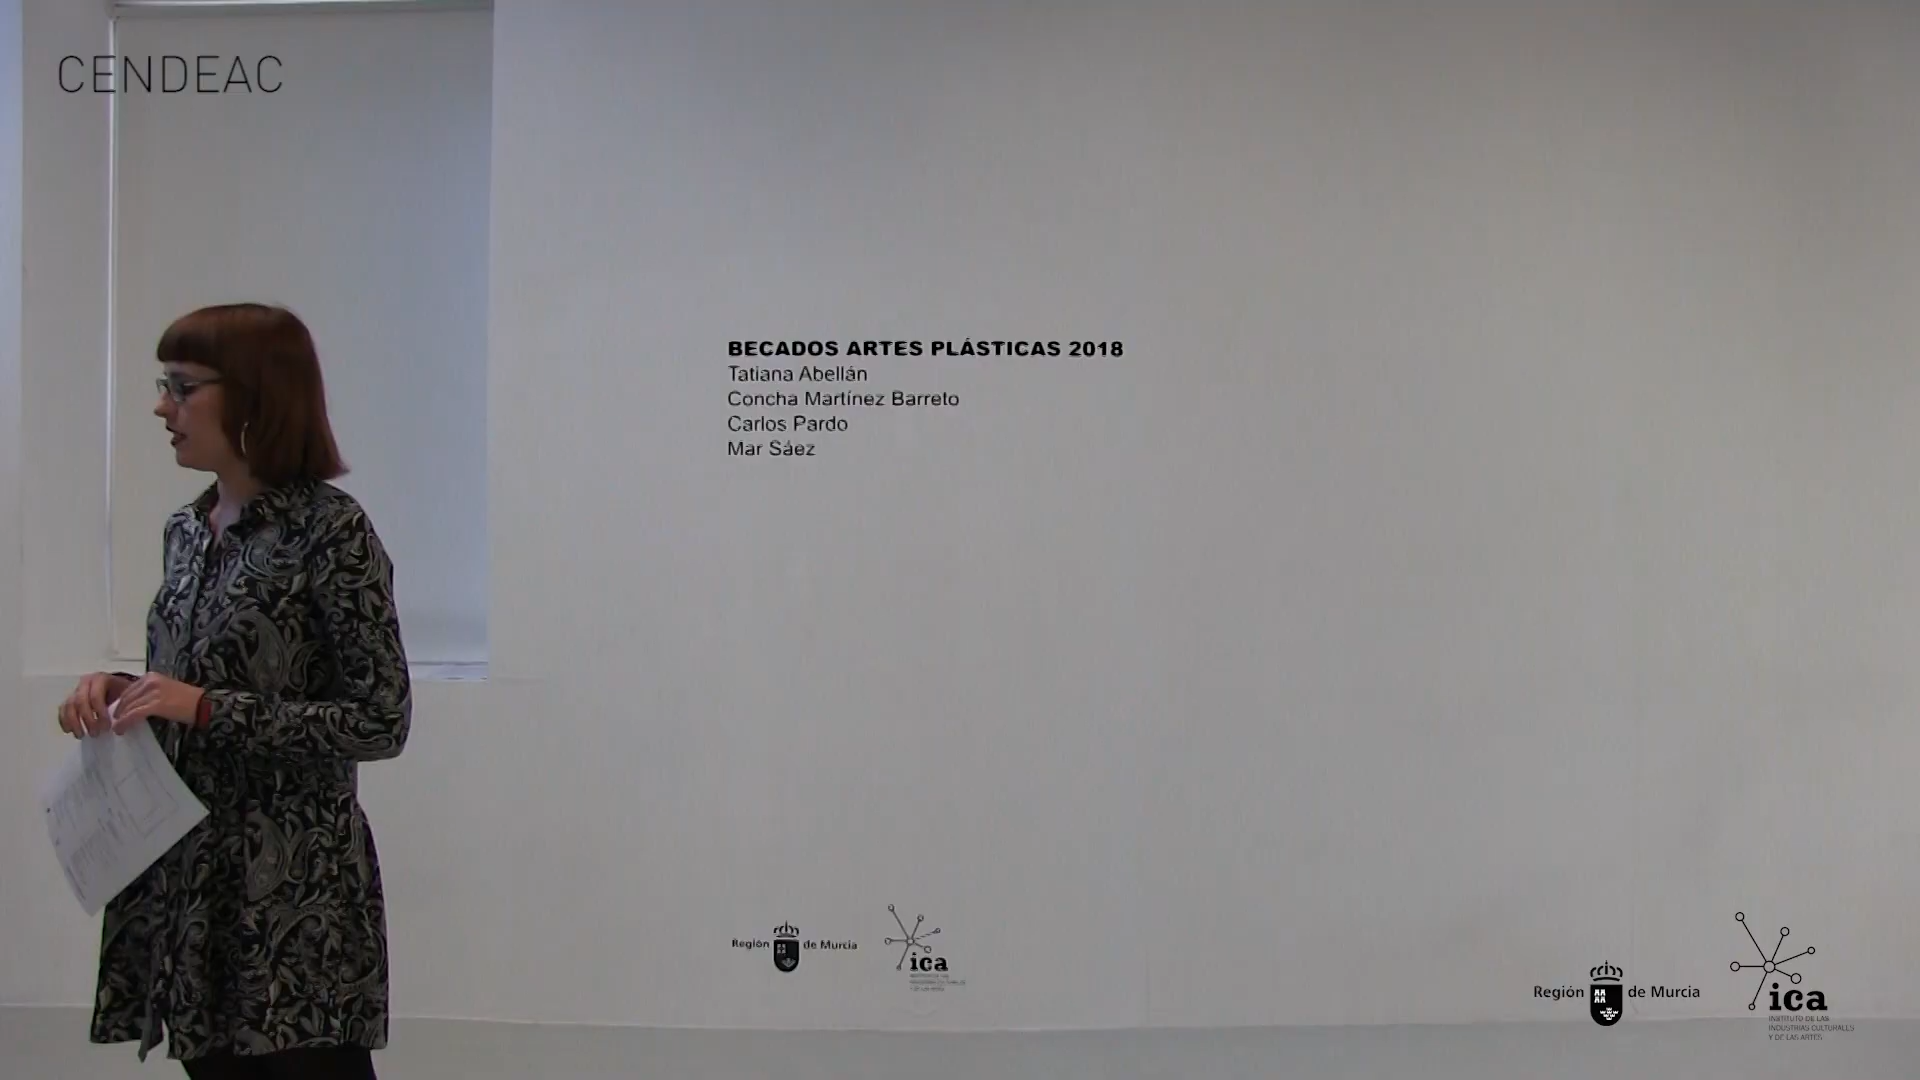 CENDEAC
BECADOS ARTES PLÁSTICAS 2018
Tatiana Abellán
Concha Martínez Barreto
Carlos Pardo
Mar Sáez
Región de Murcia
ica
Región de Murcia
ica
INSTITUTO DE LAS
INDUSTRIAS CULTURALES
Y DE LAS ARTES